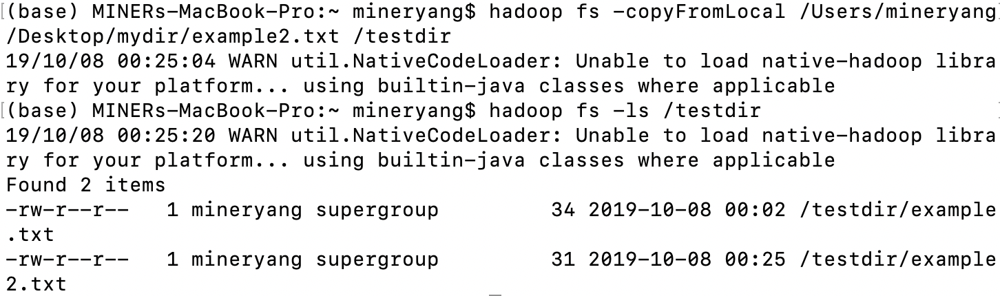 (base) MINERs-MacBook-Pro:~ mineryang$ hadoop fs -copyFromLocal /Users/mineryang
/Desktop/mydir/example2.txt /testdir
19/10/08 00:25:04 WARN util.NativeCodeLoader: Unable to load native-hadoop libra
ry for your platform... using builtin-java classes where applicable
(base) MINERs-MacBook-Pro:~ mineryang$ hadoop fs -ls /testdir
19/10/08 00:25:20 WARN util.NativeCodeLoader: Unable to load native-hadoop libra
ry for your platform... using builtin-java classes where applicable
Found 2 items
-rw-r--r--   1 mineryang supergroup         34 2019-10-08 00:02 /testdir/example
.txt
-rw-r--r--   1 mineryang supergroup         31 2019-10-08 00:25 /testdir/example
2.txt